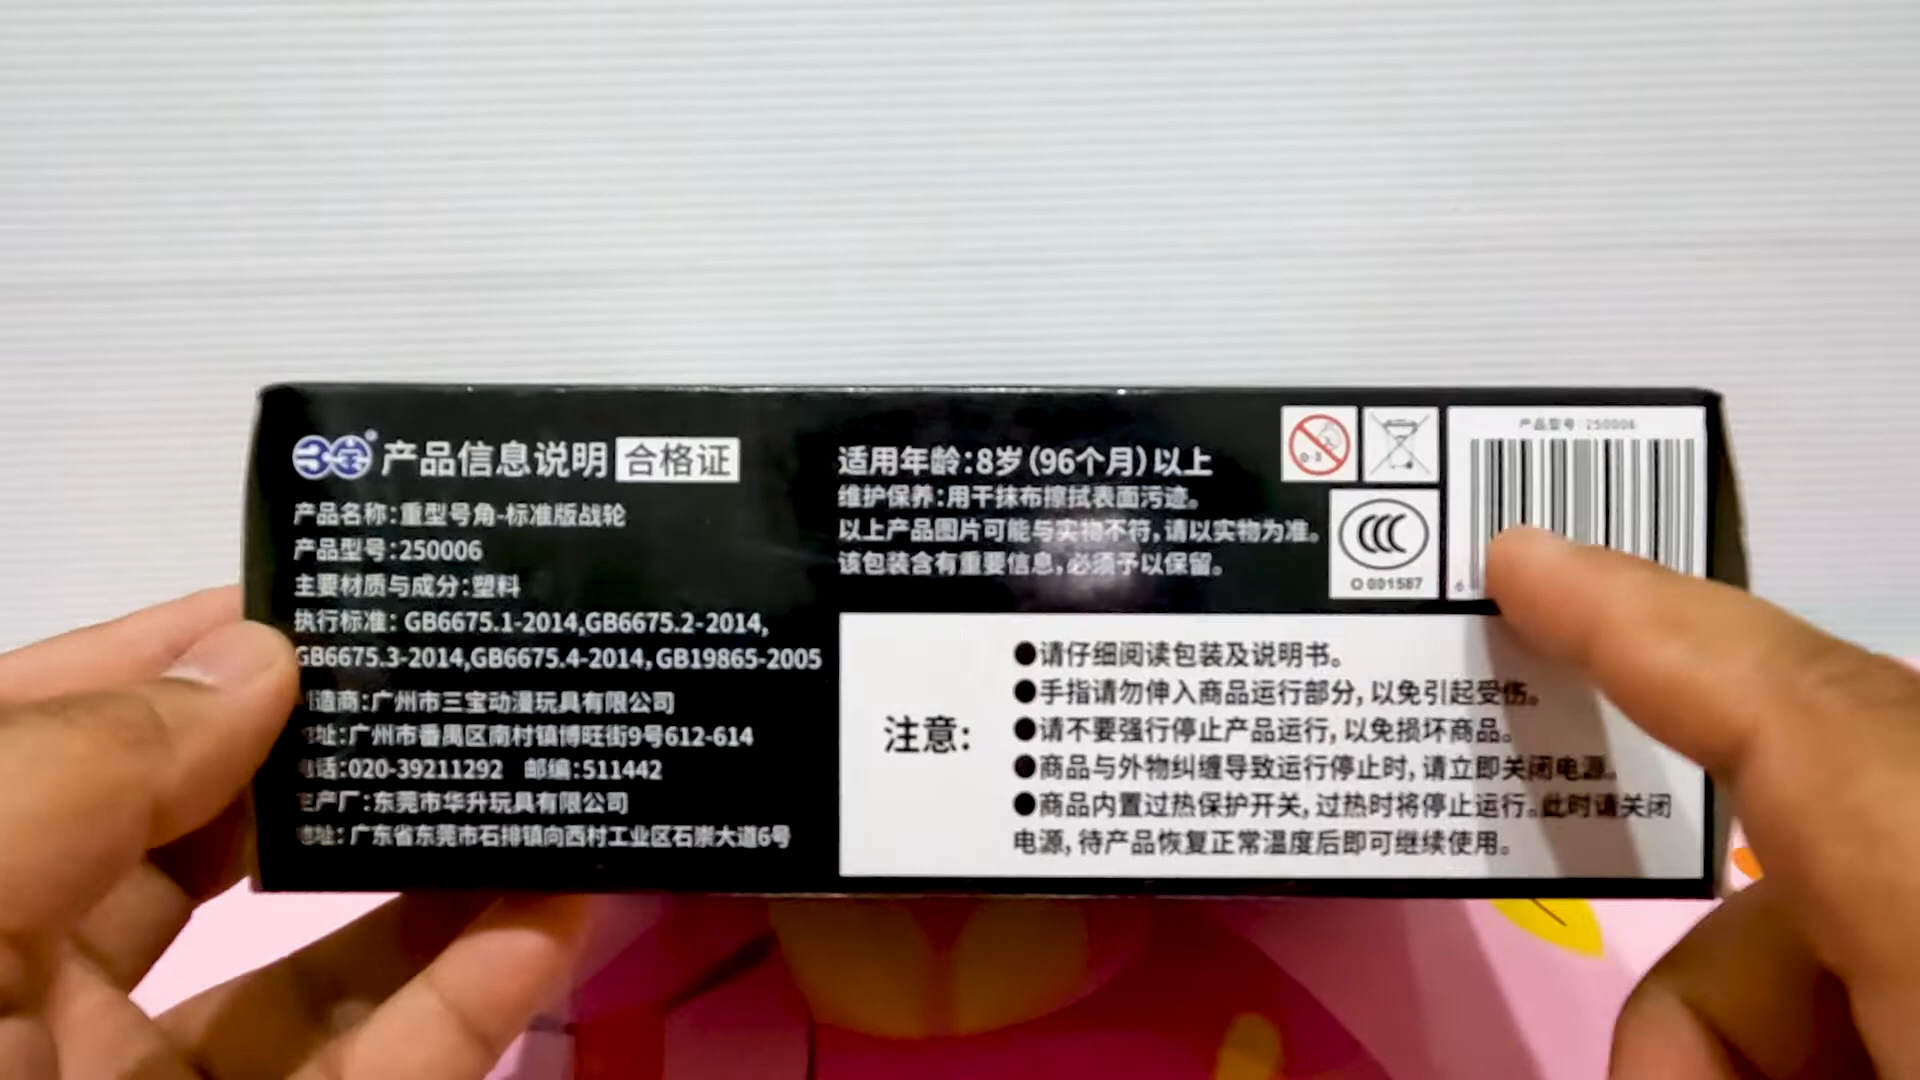 三宝® 产品信息说明 合格证
产品名称:重型号角-标准版战轮
产品型号:250006
主要材质与成分:塑料
执行标准: GB6675.1-2014,GB6675.2-2014,
GB6675.3-2014,GB6675.4-2014,GB19865-2005
造商:广州市三宝动漫玩具有限公司
址:广州市番禺区南村镇博旺街9号612-614
话:020-39211292 邮编:511442
产厂:东莞市华升玩具有限公司
址:广东省东莞市石排镇向西村工业区石崇大道6号
适用年龄:8岁(96个月)以上
维护保养:用干抹布擦拭表面污迹。
以上产品图片可能与实物不符,请以实物为准。
该包装含有重要信息,必须予以保留。
0-3
CCC
O 001587
产品型号:250006
6
注意:
●请仔细阅读包装及说明书。
●手指请勿伸入商品运行部分,以免引起受伤。
●请不要强行停止产品运行,以免损坏商品。
●商品与外物纠缠导致运行停止时,请立即关闭电源。
●商品内置过热保护开关,过热时将停止运行。此时请关闭
电源,待产品恢复正常温度后即可继续使用。